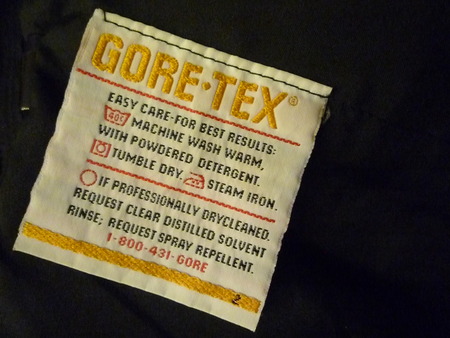 GORE-TEX®
EASY CARE-FOR BEST RESULTS:
40C MACHINE WASH WARM,
WITH POWDERED DETERGENT.
TUMBLE DRY. STEAM IRON.
IF PROFESSIONALLY DRYCLEANED.
REQUEST CLEAR DISTILLED SOLVENT
RINSE; REQUEST SPRAY REPELLENT.
1-800-431-GORE
2